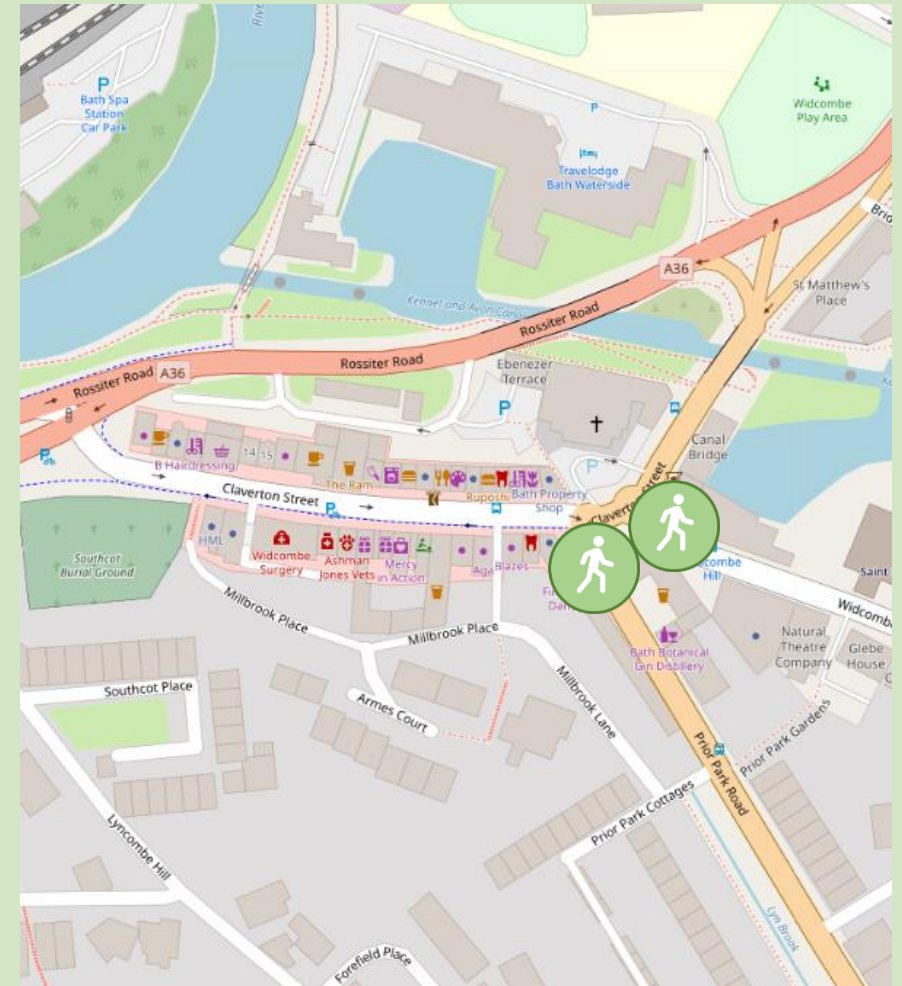 Rive
P
Bath Spa
Station
Car Park
P
Travelodge
Bath Waterside
Widcombe
Play Area
A36
St. Matthew's
Place
Kennet and Avon Canal
Rossiter Road
Rossiter Road
Rossiter Road
A36
Ebenezer
Terrace
P
P
Canal
Bridge
P
B Hairdressing
14
15
The Ram
Bath Property
Shop
Claverton Street
Claverton Street
HML
Widcombe
Surgery
Ashman
Jones Vets
Mercy
in Action
Aga
Blazes
P
Southcot
Burial Ground
Millbrook Place
Millbrook Place
Bath Botanical
Gin Distillery
Natural
Theatre
Company
Glebe
House
Saint
Southcot Place
Armes Court
Millbrook Lane
Prior Park Road
Prior Park Gardens
Prior Park Cottages
Lyncombe Hill
Lyn Brook
Forefield Place